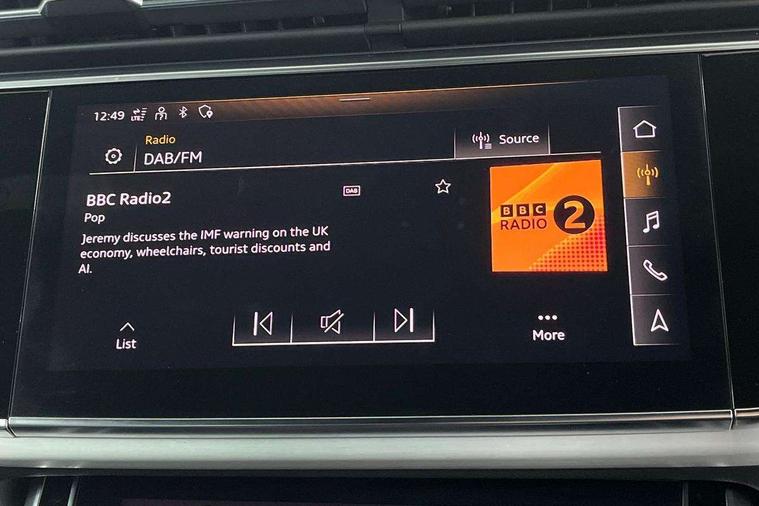 12:49 LTE
Radio
DAB/FM
Source
BBC Radio2
DAB
Pop
Jeremy discusses the IMF warning on the UK
economy, wheelchairs, tourist discounts and
AI.
BBC
RADIO 2
List
More